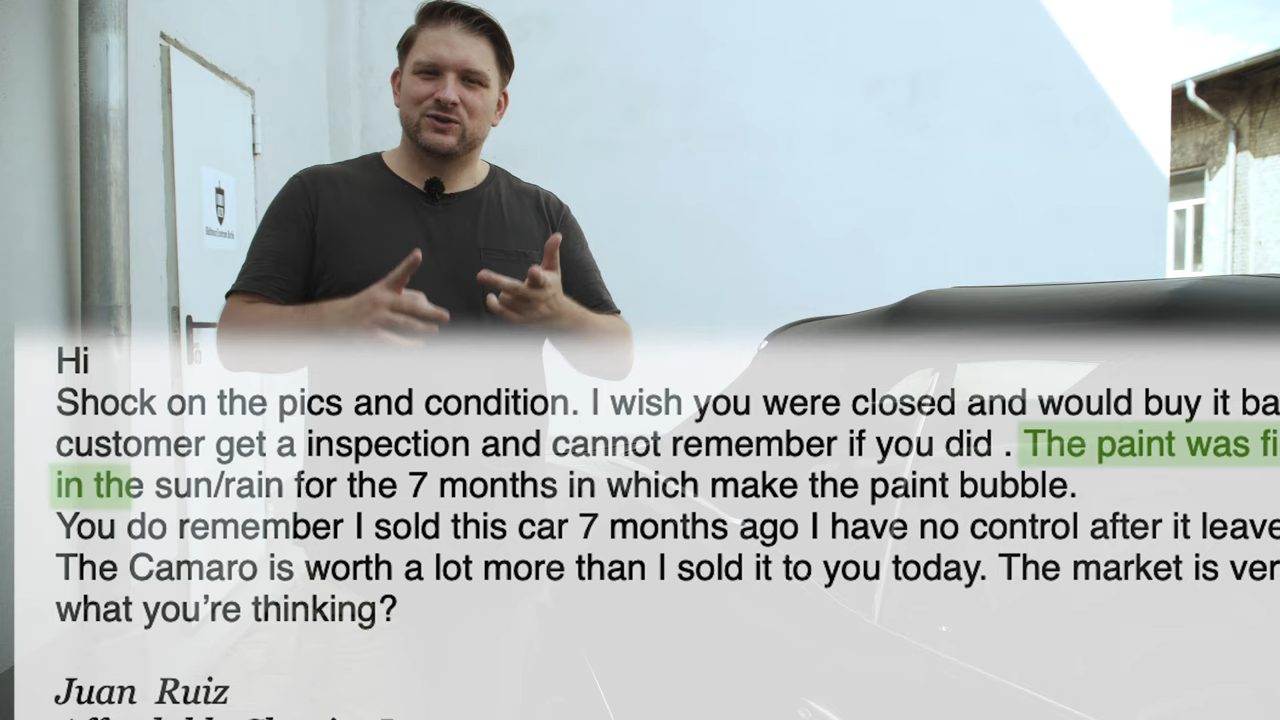 Hi
Shock on the pics and condition. I wish you were closed and would buy it ba
customer get a inspection and cannot remember if you did . The paint was fi
in the sun/rain for the 7 months in which make the paint bubble.
You do remember I sold this car 7 months ago I have no control after it leave
The Camaro is worth a lot more than I sold it to you today. The market is ver
what you're thinking?
Juan Ruiz